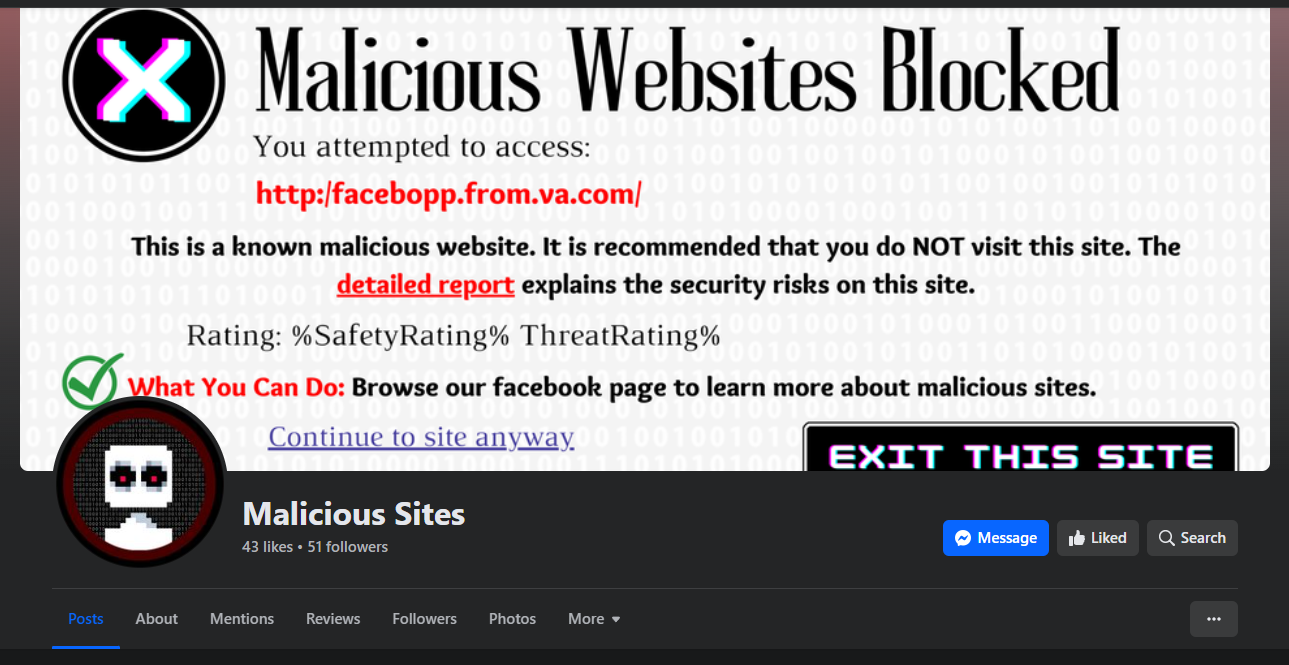 Malicious Websites Blocked
You attempted to access:
http:/facebopp.from.va.com/
This is a known malicious website. It is recommended that you do NOT visit this site. The
detailed report explains the security risks on this site.
Rating: %SafetyRating% ThreatRating%
What You Can Do: Browse our facebook page to learn more about malicious sites.
Continue to site anyway
EXIT THIS SITE
Malicious Sites
43 likes • 51 followers
Message
Liked
Search
Posts About Mentions Reviews Followers Photos More